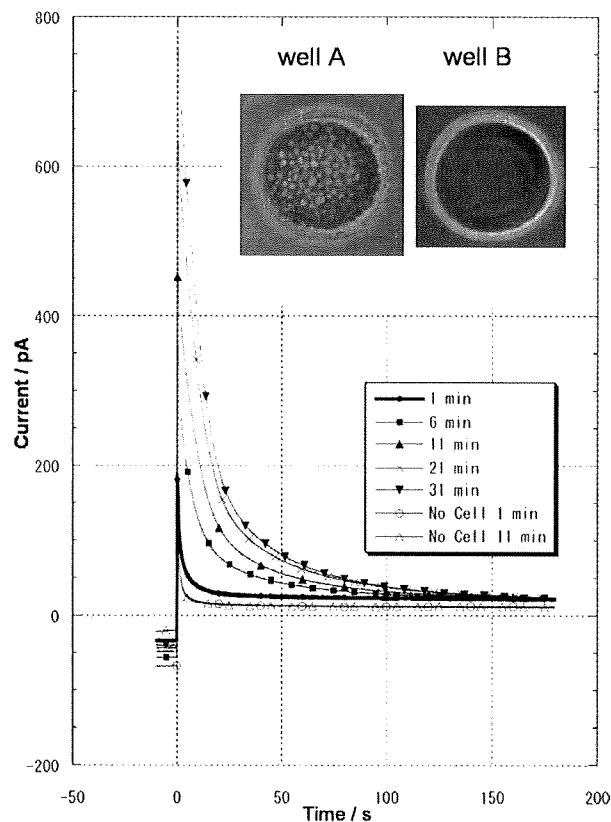 800
well A
well B
600
400
Current / pA
1 min
6 min
11 min
21 min
31 min
No Cell 1 min
No Cell 11 min
200
0
-200
-50
0
50
100
150
200
Time / s